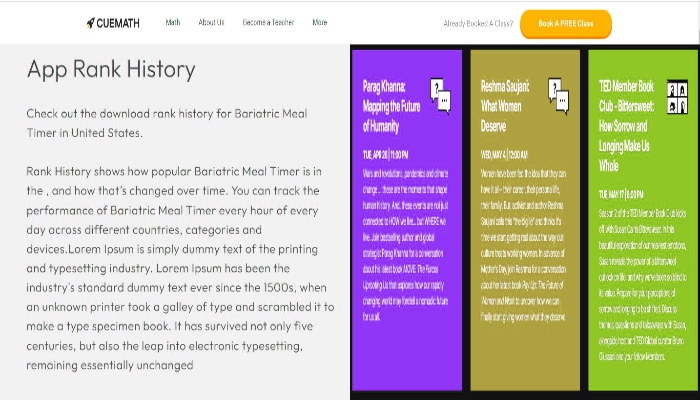 CUEMATH
Math
About Us
Become a Teacher
More
Already Booked A Class?
Book A FREE Class
App Rank History
Check out the download rank history for Bariatric Meal
Timer in United States.
Rank History shows how popular Bariatric Meal Timer is in
the , and how that's changed over time. You can track the
performance of Bariatric Meal Timer every hour of every
day across different countries, categories and
devices.Lorem Ipsum is simply dummy text of the printing
and typesetting industry. Lorem Ipsum has been the
industry's standard dummy text ever since the 1500s, when
an unknown printer took a galley of type and scrambled it to
make a type specimen book. It has survived not only five
centuries, but also the leap into electronic typesetting,
remaining essentially unchanged
Parag Khanna:
Mapping the Future
of Humanity
TUE, APR 26 | 11:00 PM
Wars and revolutions, pandemics and climate
change... these are the moments that shape
human history. And, these events are not just
connected to HOW we live... but WHERE we
live. Join bestselling author and global
strategist Parag Khanna for a conversation
about his latest book MOVE: The Forces
Uprooting Us that explores how our rapidly
changing world may foretell a nomadic future
for us all.
Reshma Saujani:
What Women
Deserve
WED, MAY 4 | 12:00 AM
Women have been fed the idea that they can
have it all – their career, their personal life,
their family. But activist and author Reshma
Saujani calls this "the big lie" and thinks it's
time we start getting real about the way our
culture treats working women. In advance of
Mother's Day, join Reshma for a conversation
about her latest book Pay Up: The Future of
Women and Work to uncover how we can
finally start giving women what they deserve.
TED Member Book
Club - Bittersweet:
How Sorrow and
Longing Make Us
Whole
TUE, MAY 17 | 6:00 PM
Season 2 of the TED Member Book Club kicks
off with Susan Cain's Bittersweet. In this
beautiful exploration of our nearest emotions,
Susan reveals the power of a bittersweet
outlook on life, and why we've been so blind to
its value. Prepare for your perceptions of
sorrow and longing to be shifted. Discuss
themes, questions and takeaways with Susan,
alongside host and TED Global curator Bruno
Giussani and your fellow Members.